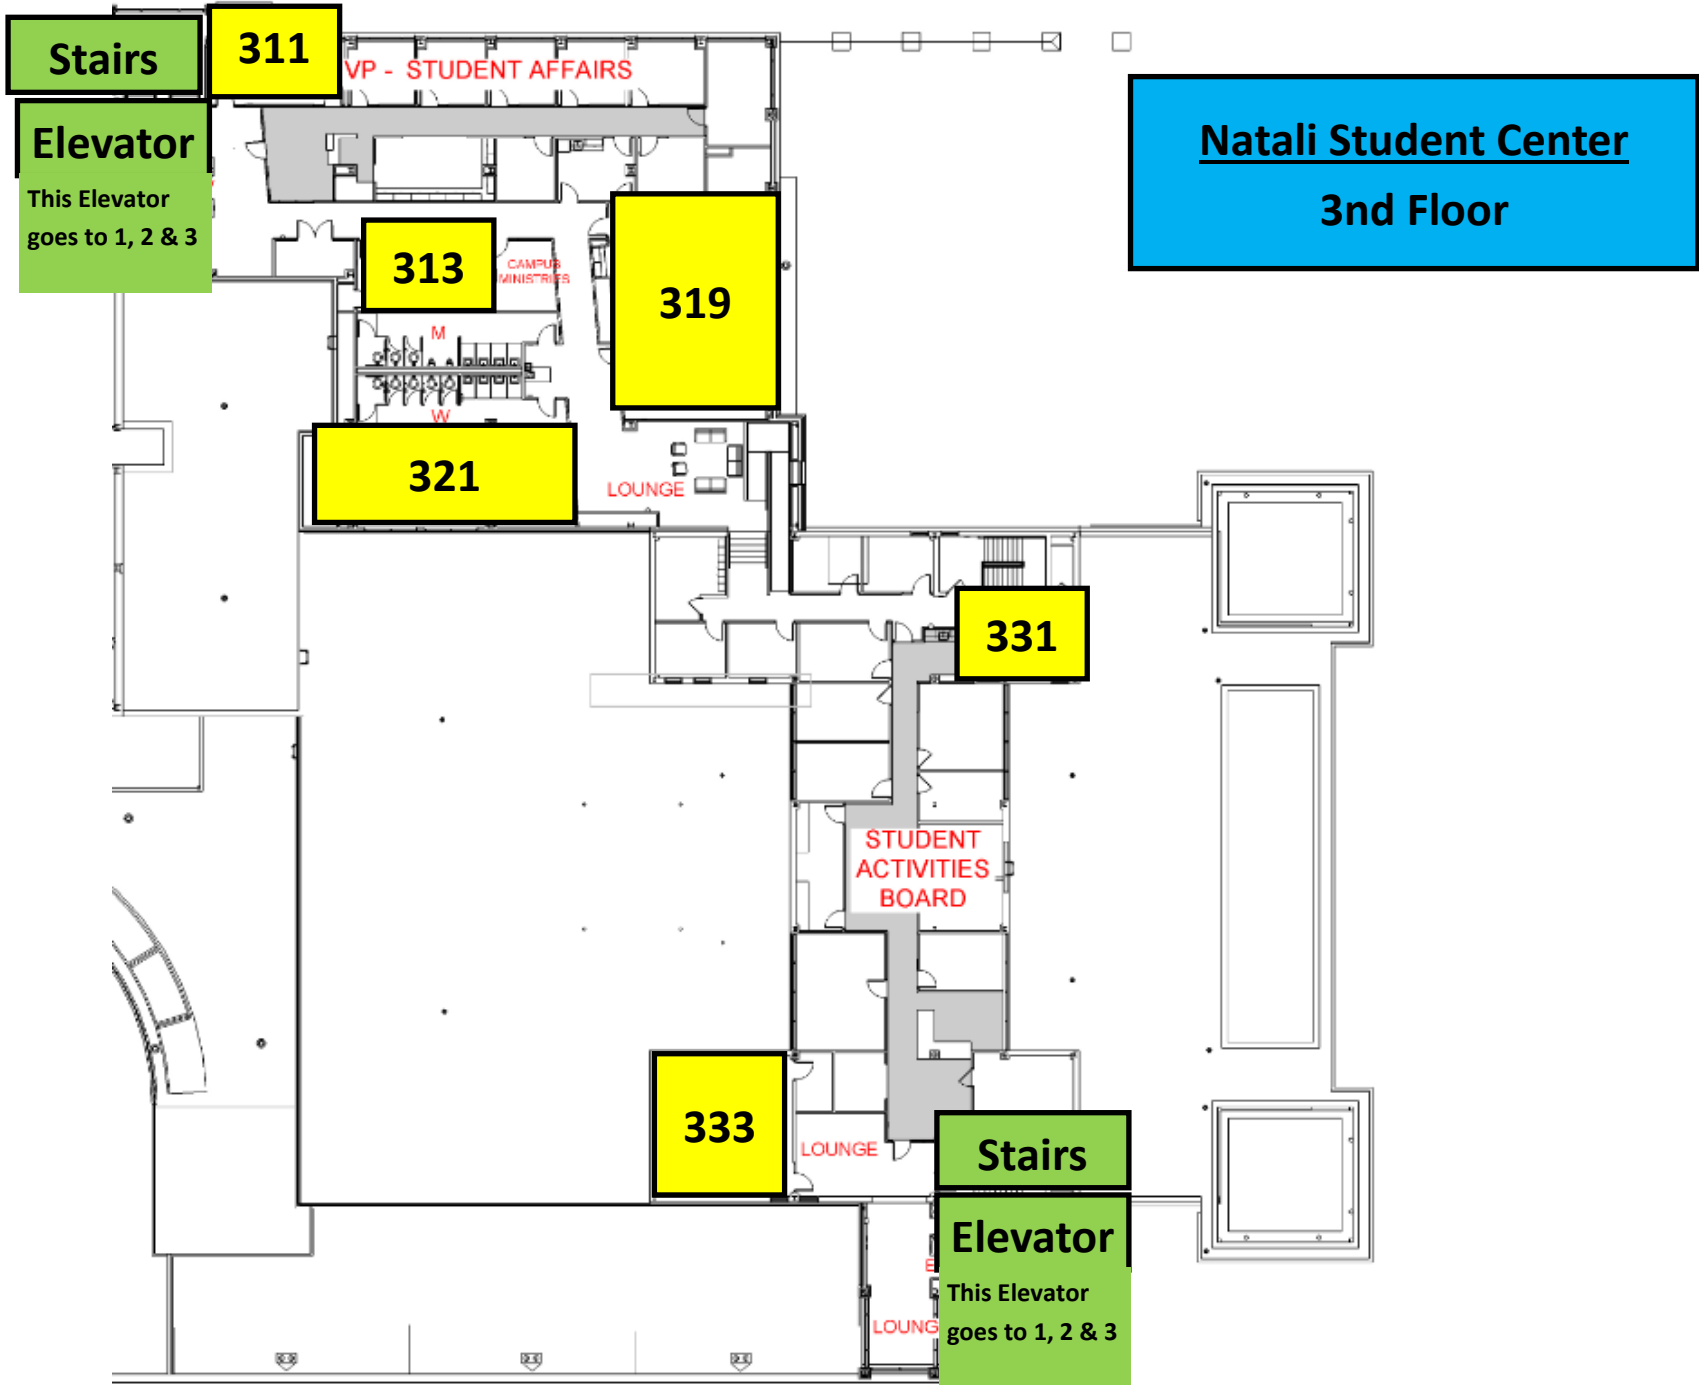 Stairs
311
VP - STUDENT AFFAIRS
Elevator
This Elevator
goes to 1, 2 & 3
Natali Student Center
3nd Floor
313
CAMPUS
MINISTRIES
319
M
W
321
LOUNGE
331
STUDENT
ACTIVITIES
BOARD
333
LOUNGE
Stairs
Elevator
E
This Elevator
goes to 1, 2 & 3
LOUNG